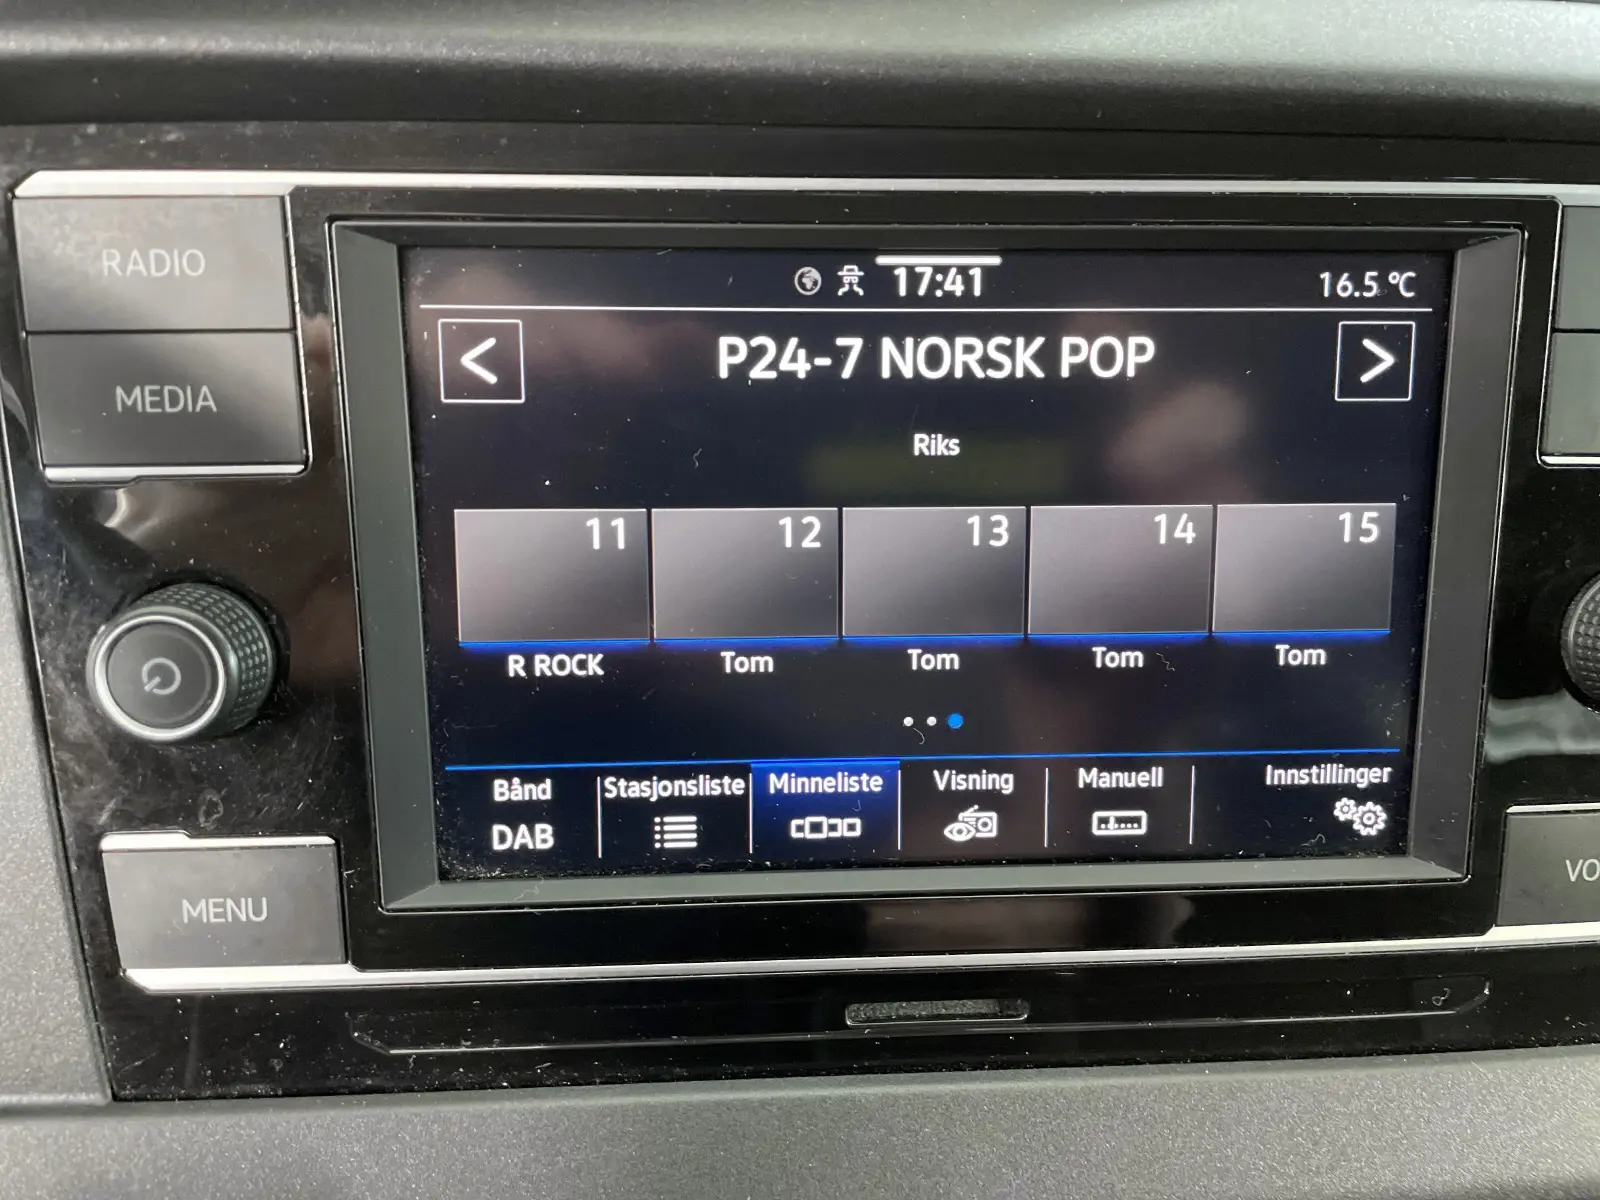 RADIO
MEDIA
MENU
17:41
16.5 °C
< P24-7 NORSK POP >
Riks
11 12 13 14 15
R ROCK Tom Tom Tom Tom
Bånd Stasjonsliste Minneliste Visning Manuell Innstillinger
DAB